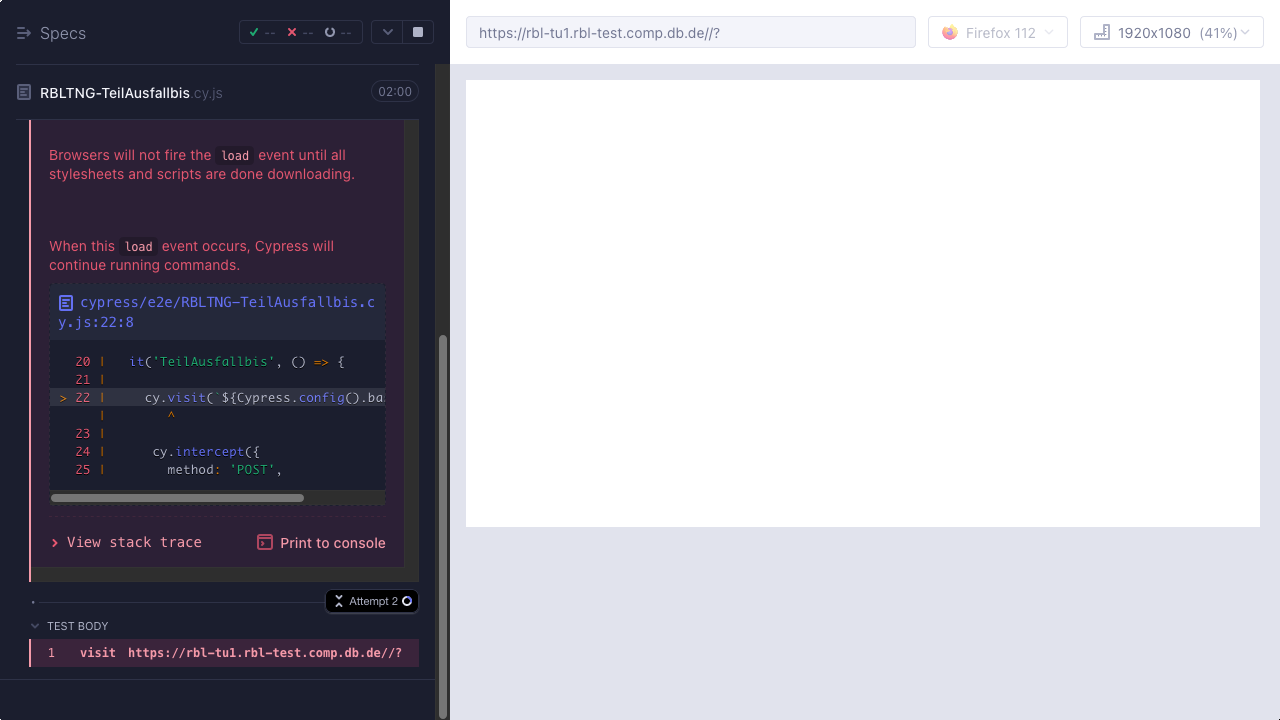 Specs
-- -- --
https://rbl-tu1.rbl-test.comp.db.de//?
Firefox 112
1920x1080 (41%)
RBLTNG-TeilAusfallbis.cy.js
02:00
Browsers will not fire the load event until all
stylesheets and scripts are done downloading.
When this load event occurs, Cypress will
continue running commands.
cypress/e2e/RBLTNG-TeilAusfallbis.c
y.js:22:8
20 | it('TeilAusfallbis', () => {
21 |
> 22 | cy.visit(`${Cypress.config().ba
| ^
23 |
24 | cy.intercept({
25 | method: 'POST',
View stack trace
Print to console
Attempt 2
TEST BODY
1 visit https://rbl-tu1.rbl-test.comp.db.de//?